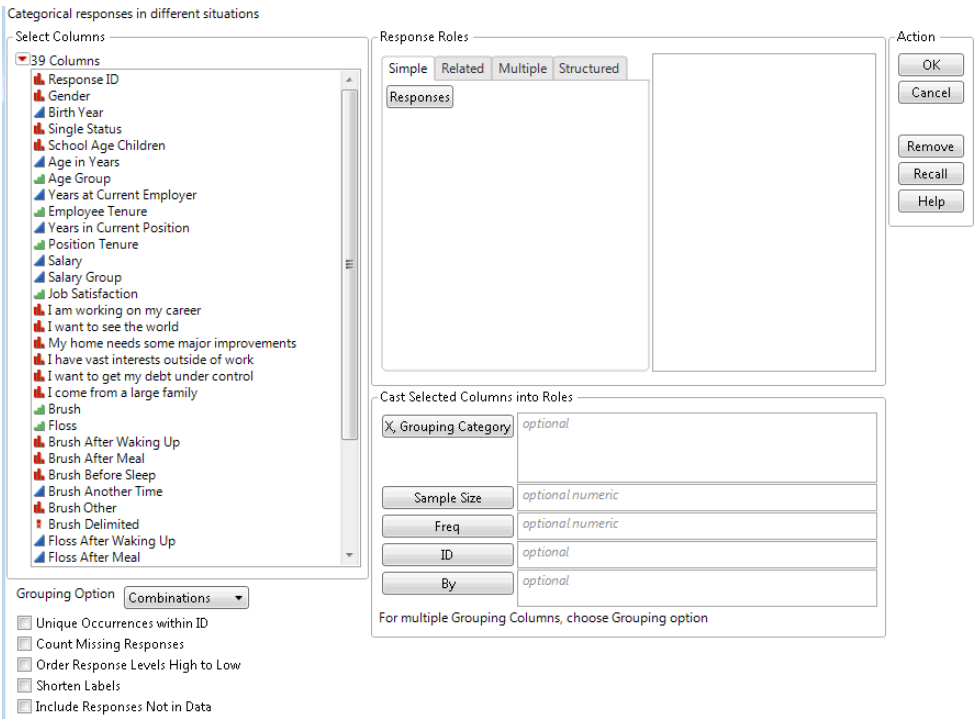 Categorical responses in different situations
Select Columns
39 Columns
Response ID
Gender
Birth Year
Single Status
School Age Children
Age in Years
Age Group
Years at Current Employer
Employee Tenure
Years in Current Position
Position Tenure
Salary
Salary Group
Job Satisfaction
I am working on my career
I want to see the world
My home needs some major improvements
I have vast interests outside of work
I want to get my debt under control
I come from a large family
Brush
Floss
Brush After Waking Up
Brush After Meal
Brush Before Sleep
Brush Another Time
Brush Other
Brush Delimited
Floss After Waking Up
Floss After Meal
Grouping Option Combinations
Unique Occurrences within ID
Count Missing Responses
Order Response Levels High to Low
Shorten Labels
Include Responses Not in Data
Response Roles
Simple Related Multiple Structured
Responses
Cast Selected Columns into Roles
X, Grouping Category optional
Sample Size optional numeric
Freq optional numeric
ID optional
By optional
For multiple Grouping Columns, choose Grouping option
Action
OK
Cancel
Remove
Recall
Help